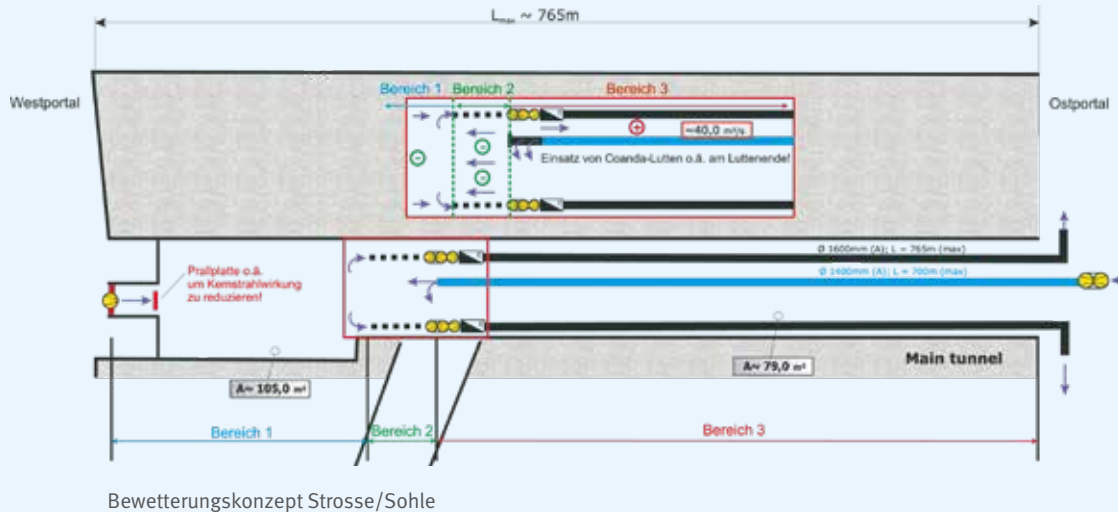 Lmax ~ 765m
Westportal
Ostportal
Bereich 1
Bereich 2
Bereich 3
~40,0 m³/s
Einsatz von Coanda-Lutten o.ä. am Luttenende!
Ø 1600mm (A); L = 765m (max)
Ø 1400mm (A); L = 700m (max)
Prallplatte o.ä.
um Kernstrahlwirkung
zu reduzieren!
A~ 105,0 m²
A~ 79,0 m²
Main tunnel
Bereich 1
Bereich 2
Bereich 3
Bewetterungskonzept Strosse/Sohle